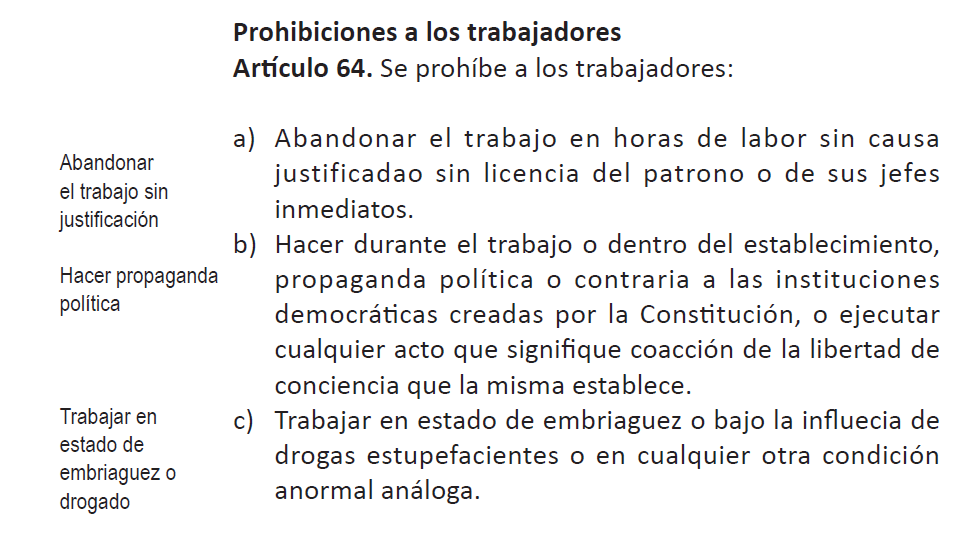 Prohibiciones a los trabajadores
Artículo 64. Se prohíbe a los trabajadores:
Abandonar
el trabajo sin
justificación
a) Abandonar el trabajo en horas de labor sin causa
justificadao sin licencia del patrono o de sus jefes
inmediatos.
Hacer propaganda
política
b) Hacer durante el trabajo o dentro del establecimiento,
propaganda política o contraria a las instituciones
democráticas creadas por la Constitución, o ejecutar
cualquier acto que signifique coacción de la libertad de
conciencia que la misma establece.
Trabajar en
estado de
embriaguez o
drogado
c) Trabajar en estado de embriaguez o bajo la influecia de
drogas estupefacientes o en cualquier otra condición
anormal análoga.